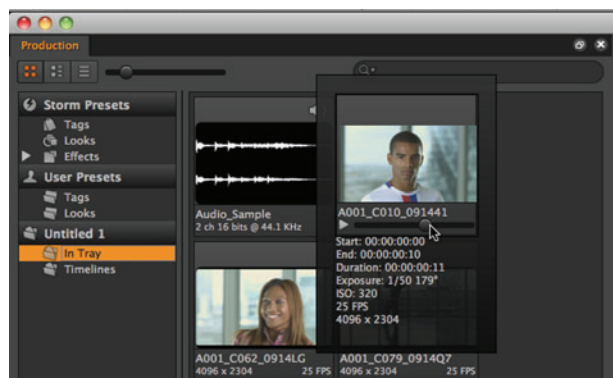 Production
Storm Presets
Tags
Looks
Effects
User Presets
Tags
Looks
Untitled 1
In Tray
Timelines
Audio_Sample
2 ch 16 bits @ 44.1 KHz
A001_C010_091441
Start: 00:00:00:00
End: 00:00:00:10
Duration: 00:00:00:11
Exposure: 1/50 179°
ISO: 320
25 FPS
4096 x 2304
A001_C062_0914LG
4096 x 2304 25 FPS
A001_C079_0914Q7
4096 x 2304 25 FPS